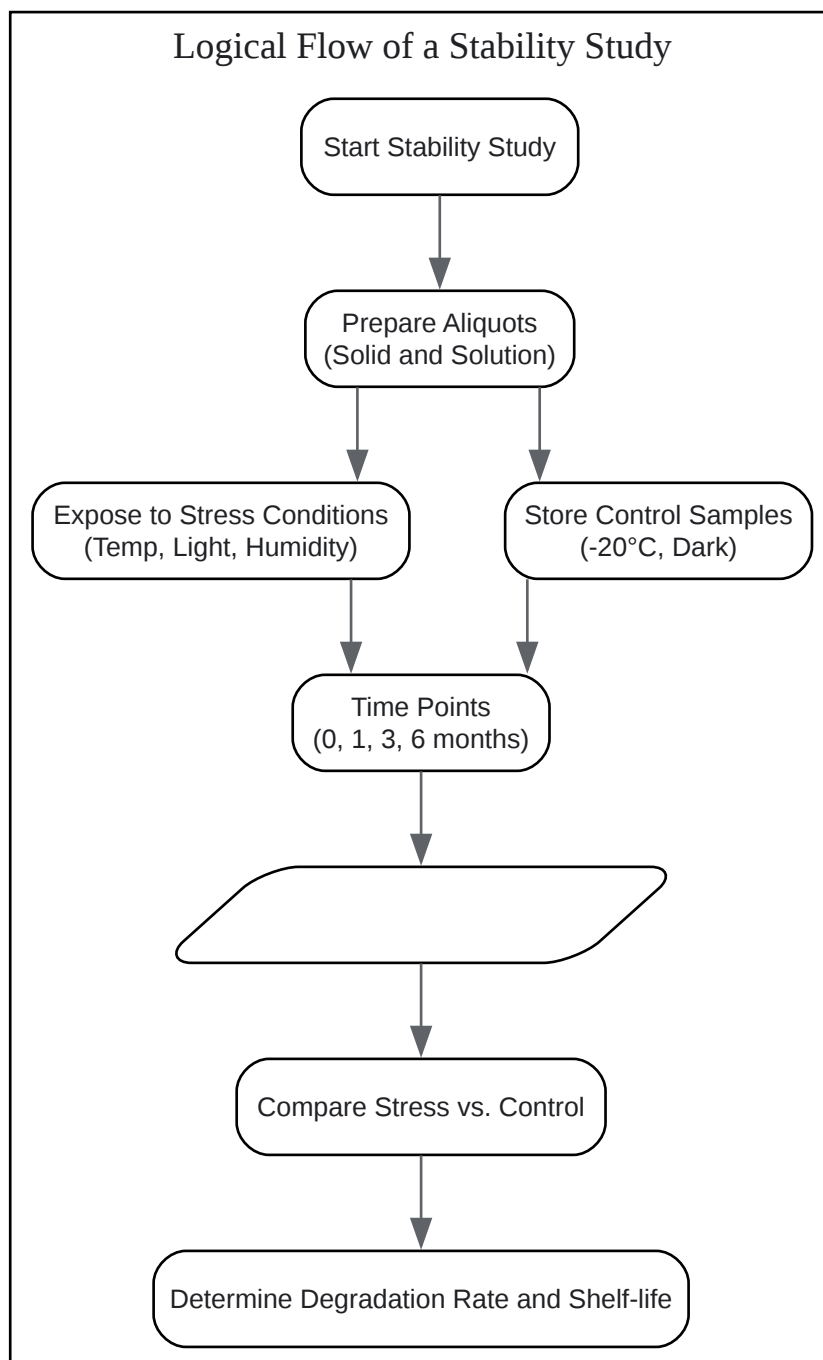 Logical Flow of a Stability Study
Start Stability Study
Prepare Aliquots
(Solid and Solution)
Expose to Stress Conditions
(Temp, Light, Humidity)
Store Control Samples
(-20°C, Dark)
Time Points
(0, 1, 3, 6 months)
Compare Stress vs. Control
Determine Degradation Rate and Shelf-life